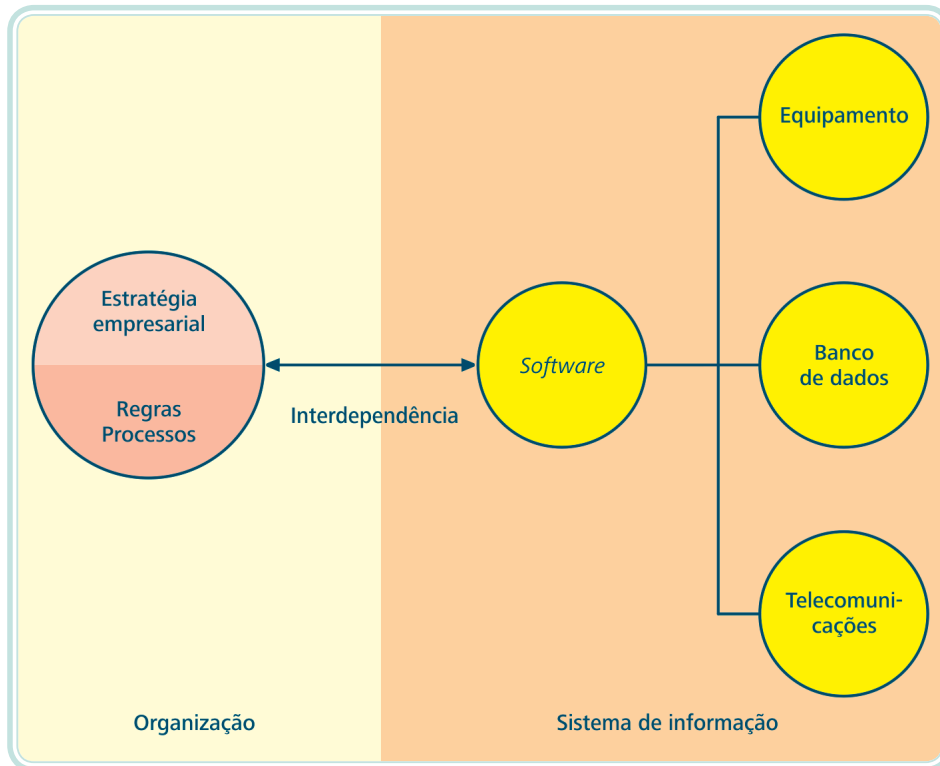 Equipamento
Estratégia
empresarial
Regras
Processos
Interdependência
Software
Banco
de dados
Telecomuni-
cações
Organização
Sistema de informação